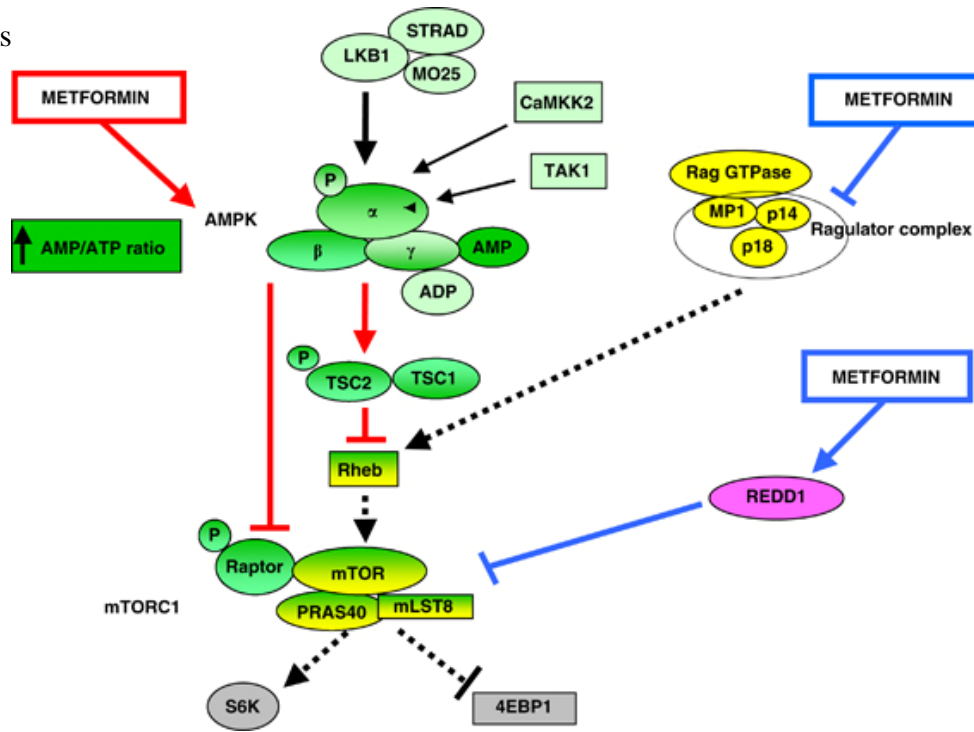 s
STRAD
LKB1
MO25
METFORMIN
CaMKK2
METFORMIN
P
TAK1
Rag GTPase
α
MP1
p14
AMPK
Ragulator complex
AMP/ATP ratio
β
γ
AMP
p18
ADP
P
TSC2
TSC1
METFORMIN
Rheb
REDD1
P
Raptor
mTOR
mTORC1
PRAS40
mLST8
S6K
4EBP1